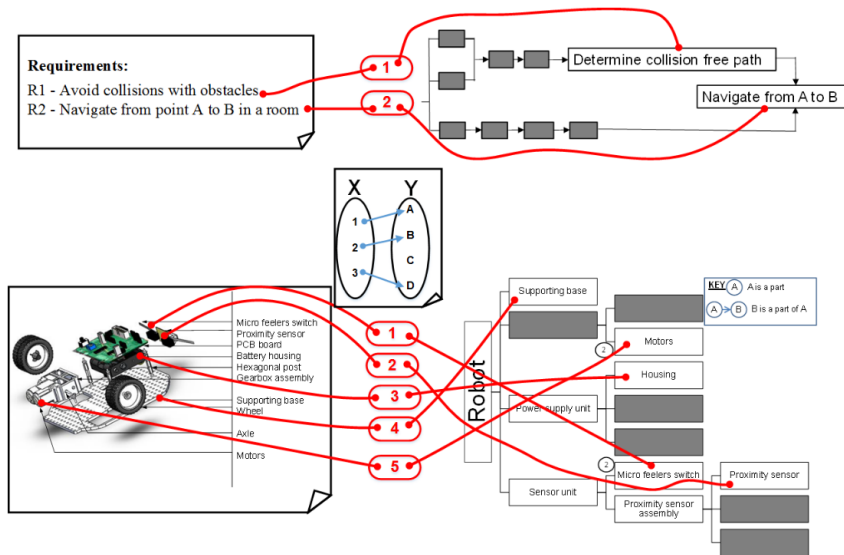 Requirements:
R1 - Avoid collisions with obstacles
R2 - Navigate from point A to B in a room
1
2
Determine collision free path
Navigate from A to B
X
Y
1
2
3
A
B
C
D
Micro feelers switch
Proximity sensor
PCB board
Battery housing
Hexagonal post
Gearbox assembly
Supporting base
Wheel
Axle
Motors
1
2
3
4
5
Robot
Supporting base
Power supply unit
Sensor unit
2
Motors
Housing
2
Micro feelers switch
Proximity sensor
assembly
Proximity sensor
KEY A A is a part
A B B is a part of A